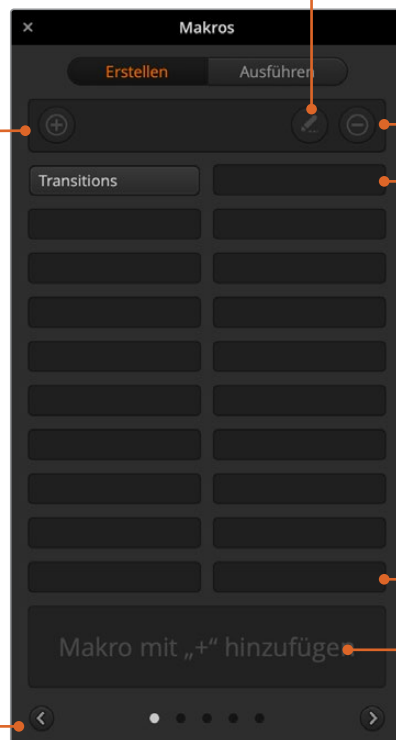 Makros
Erstellen Ausführen
Transitions
Makro mit „+“ hinzufügen